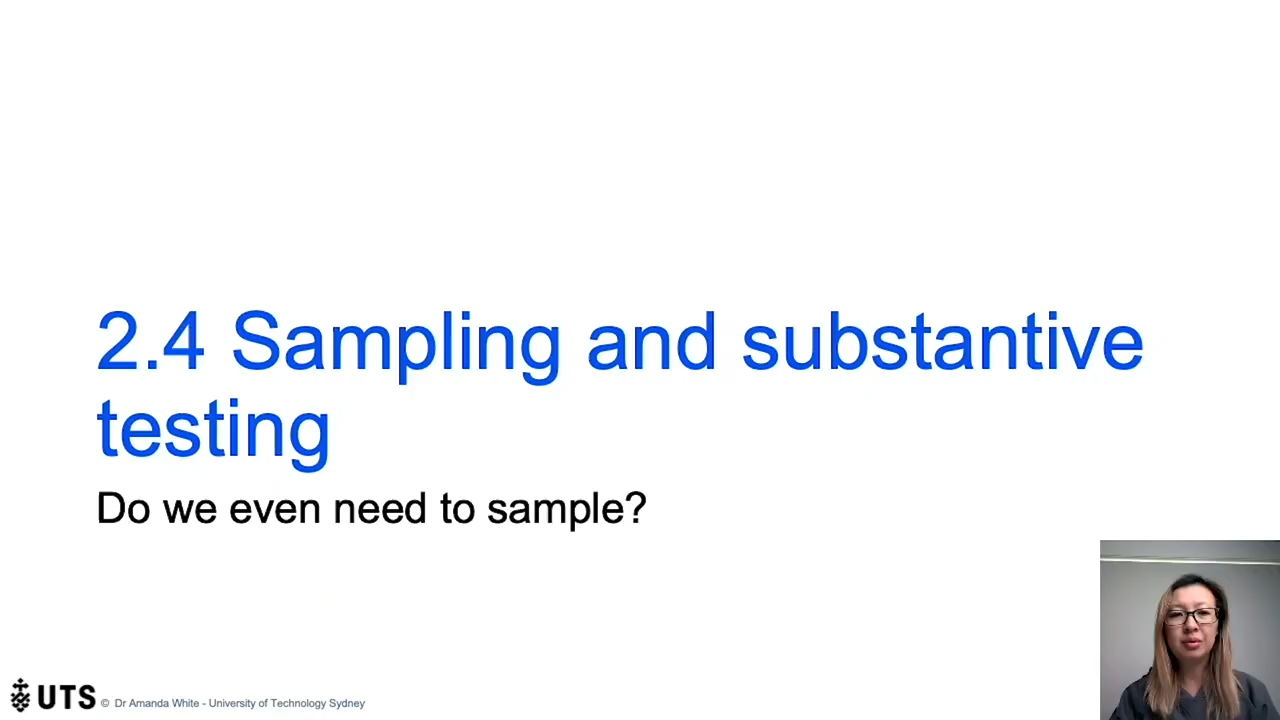 2.4 Sampling and substantive
testing
Do we even need to sample?
UTS © Dr Amanda White - University of Technology Sydney